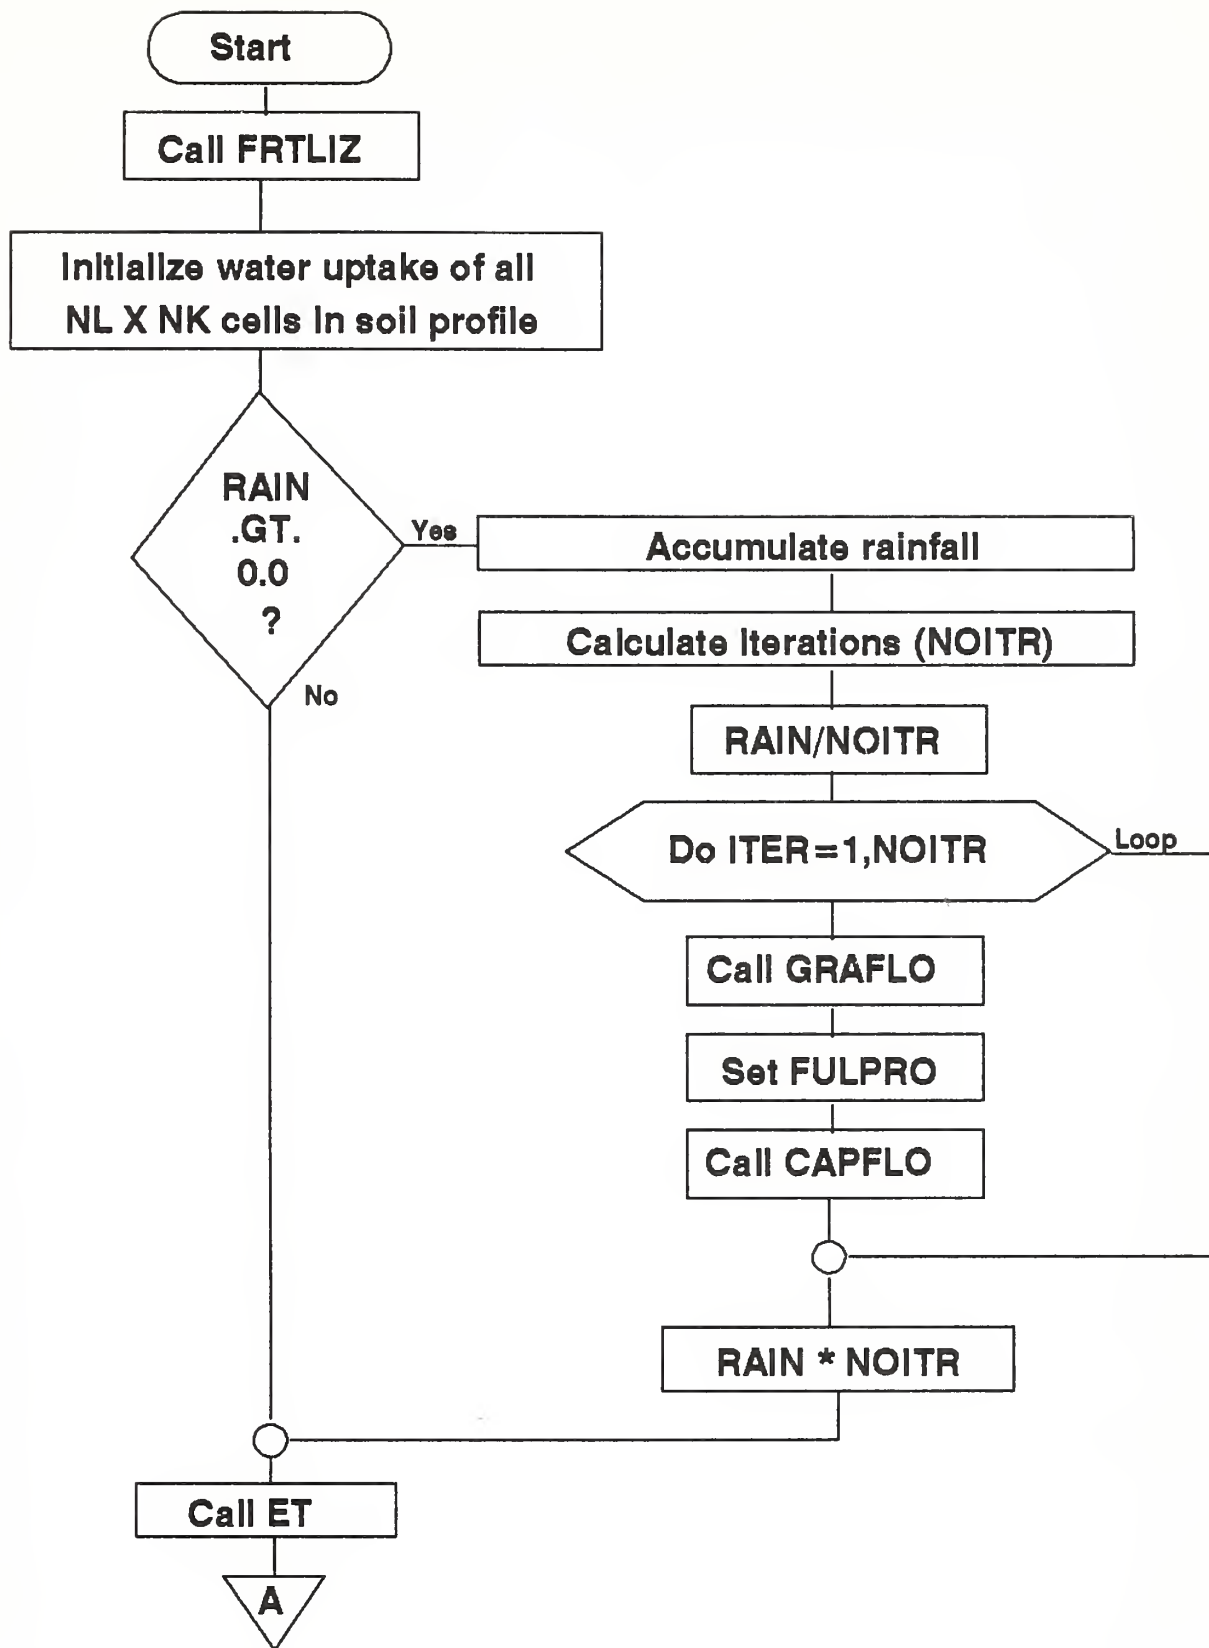 Start
Call FRTLIZ
Initialize water uptake of all
NL X NK cells in soil profile
RAIN
.GT.
0.0
?
Yes
No
Accumulate rainfall
Calculate Iterations (NOITR)
RAIN/NOITR
Do ITER=1,NOITR
Loop
Call GRAFLO
Set FULPRO
Call CAPFLO
RAIN * NOITR
Call ET
A